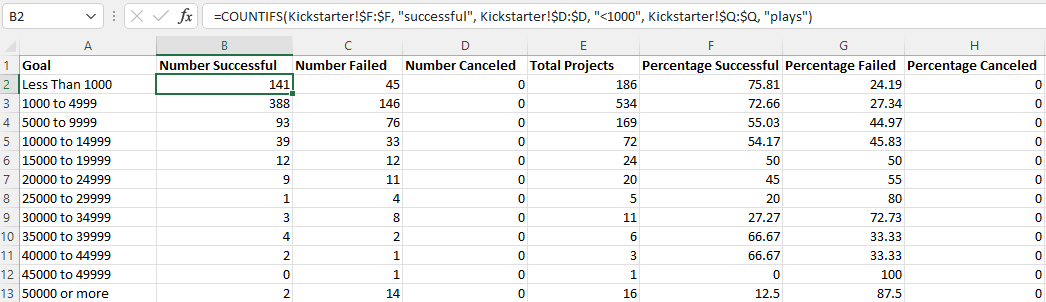 B2 fx =COUNTIFS(Kickstarter!$F:$F, "successful", Kickstarter!$D:$D, "<1000", Kickstarter!$Q:$Q, "plays")
A B C D E F G H
1 Goal Number Successful Number Failed Number Canceled Total Projects Percentage Successful Percentage Failed Percentage Canceled
2 Less Than 1000 141 45 0 186 75.81 24.19 0
3 1000 to 4999 388 146 0 534 72.66 27.34 0
4 5000 to 9999 93 76 0 169 55.03 44.97 0
5 10000 to 14999 39 33 0 72 54.17 45.83 0
6 15000 to 19999 12 12 0 24 50 50 0
7 20000 to 24999 9 11 0 20 45 55 0
8 25000 to 29999 1 4 0 5 20 80 0
9 30000 to 34999 3 8 0 11 27.27 72.73 0
10 35000 to 39999 4 2 0 6 66.67 33.33 0
11 40000 to 44999 2 1 0 3 66.67 33.33 0
12 45000 to 49999 0 1 0 1 0 100 0
13 50000 or more 2 14 0 16 12.5 87.5 0